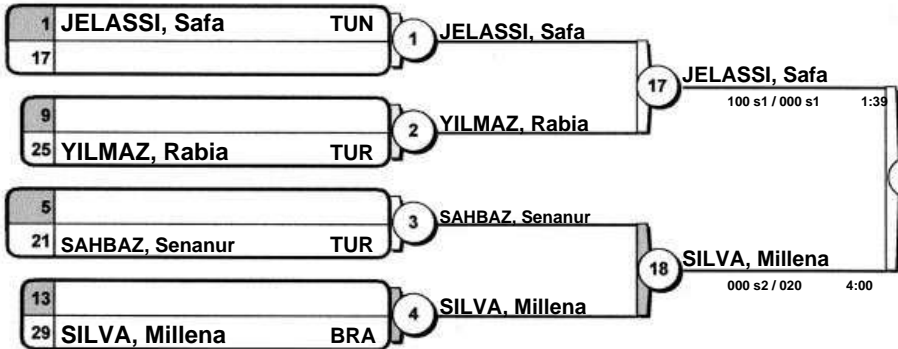 1 JELASSI, Safa TUN
17
1 JELASSI, Safa
17 JELASSI, Safa
100 s1 / 000 s1 1:39
9
25 YILMAZ, Rabia TUR
2 YILMAZ, Rabia
5
21 SAHBAZ, Senanur TUR
3 SAHBAZ, Senanur
18 SILVA, Millena
000 s2 / 020 4:00
13
29 SILVA, Millena BRA
4 SILVA, Millena